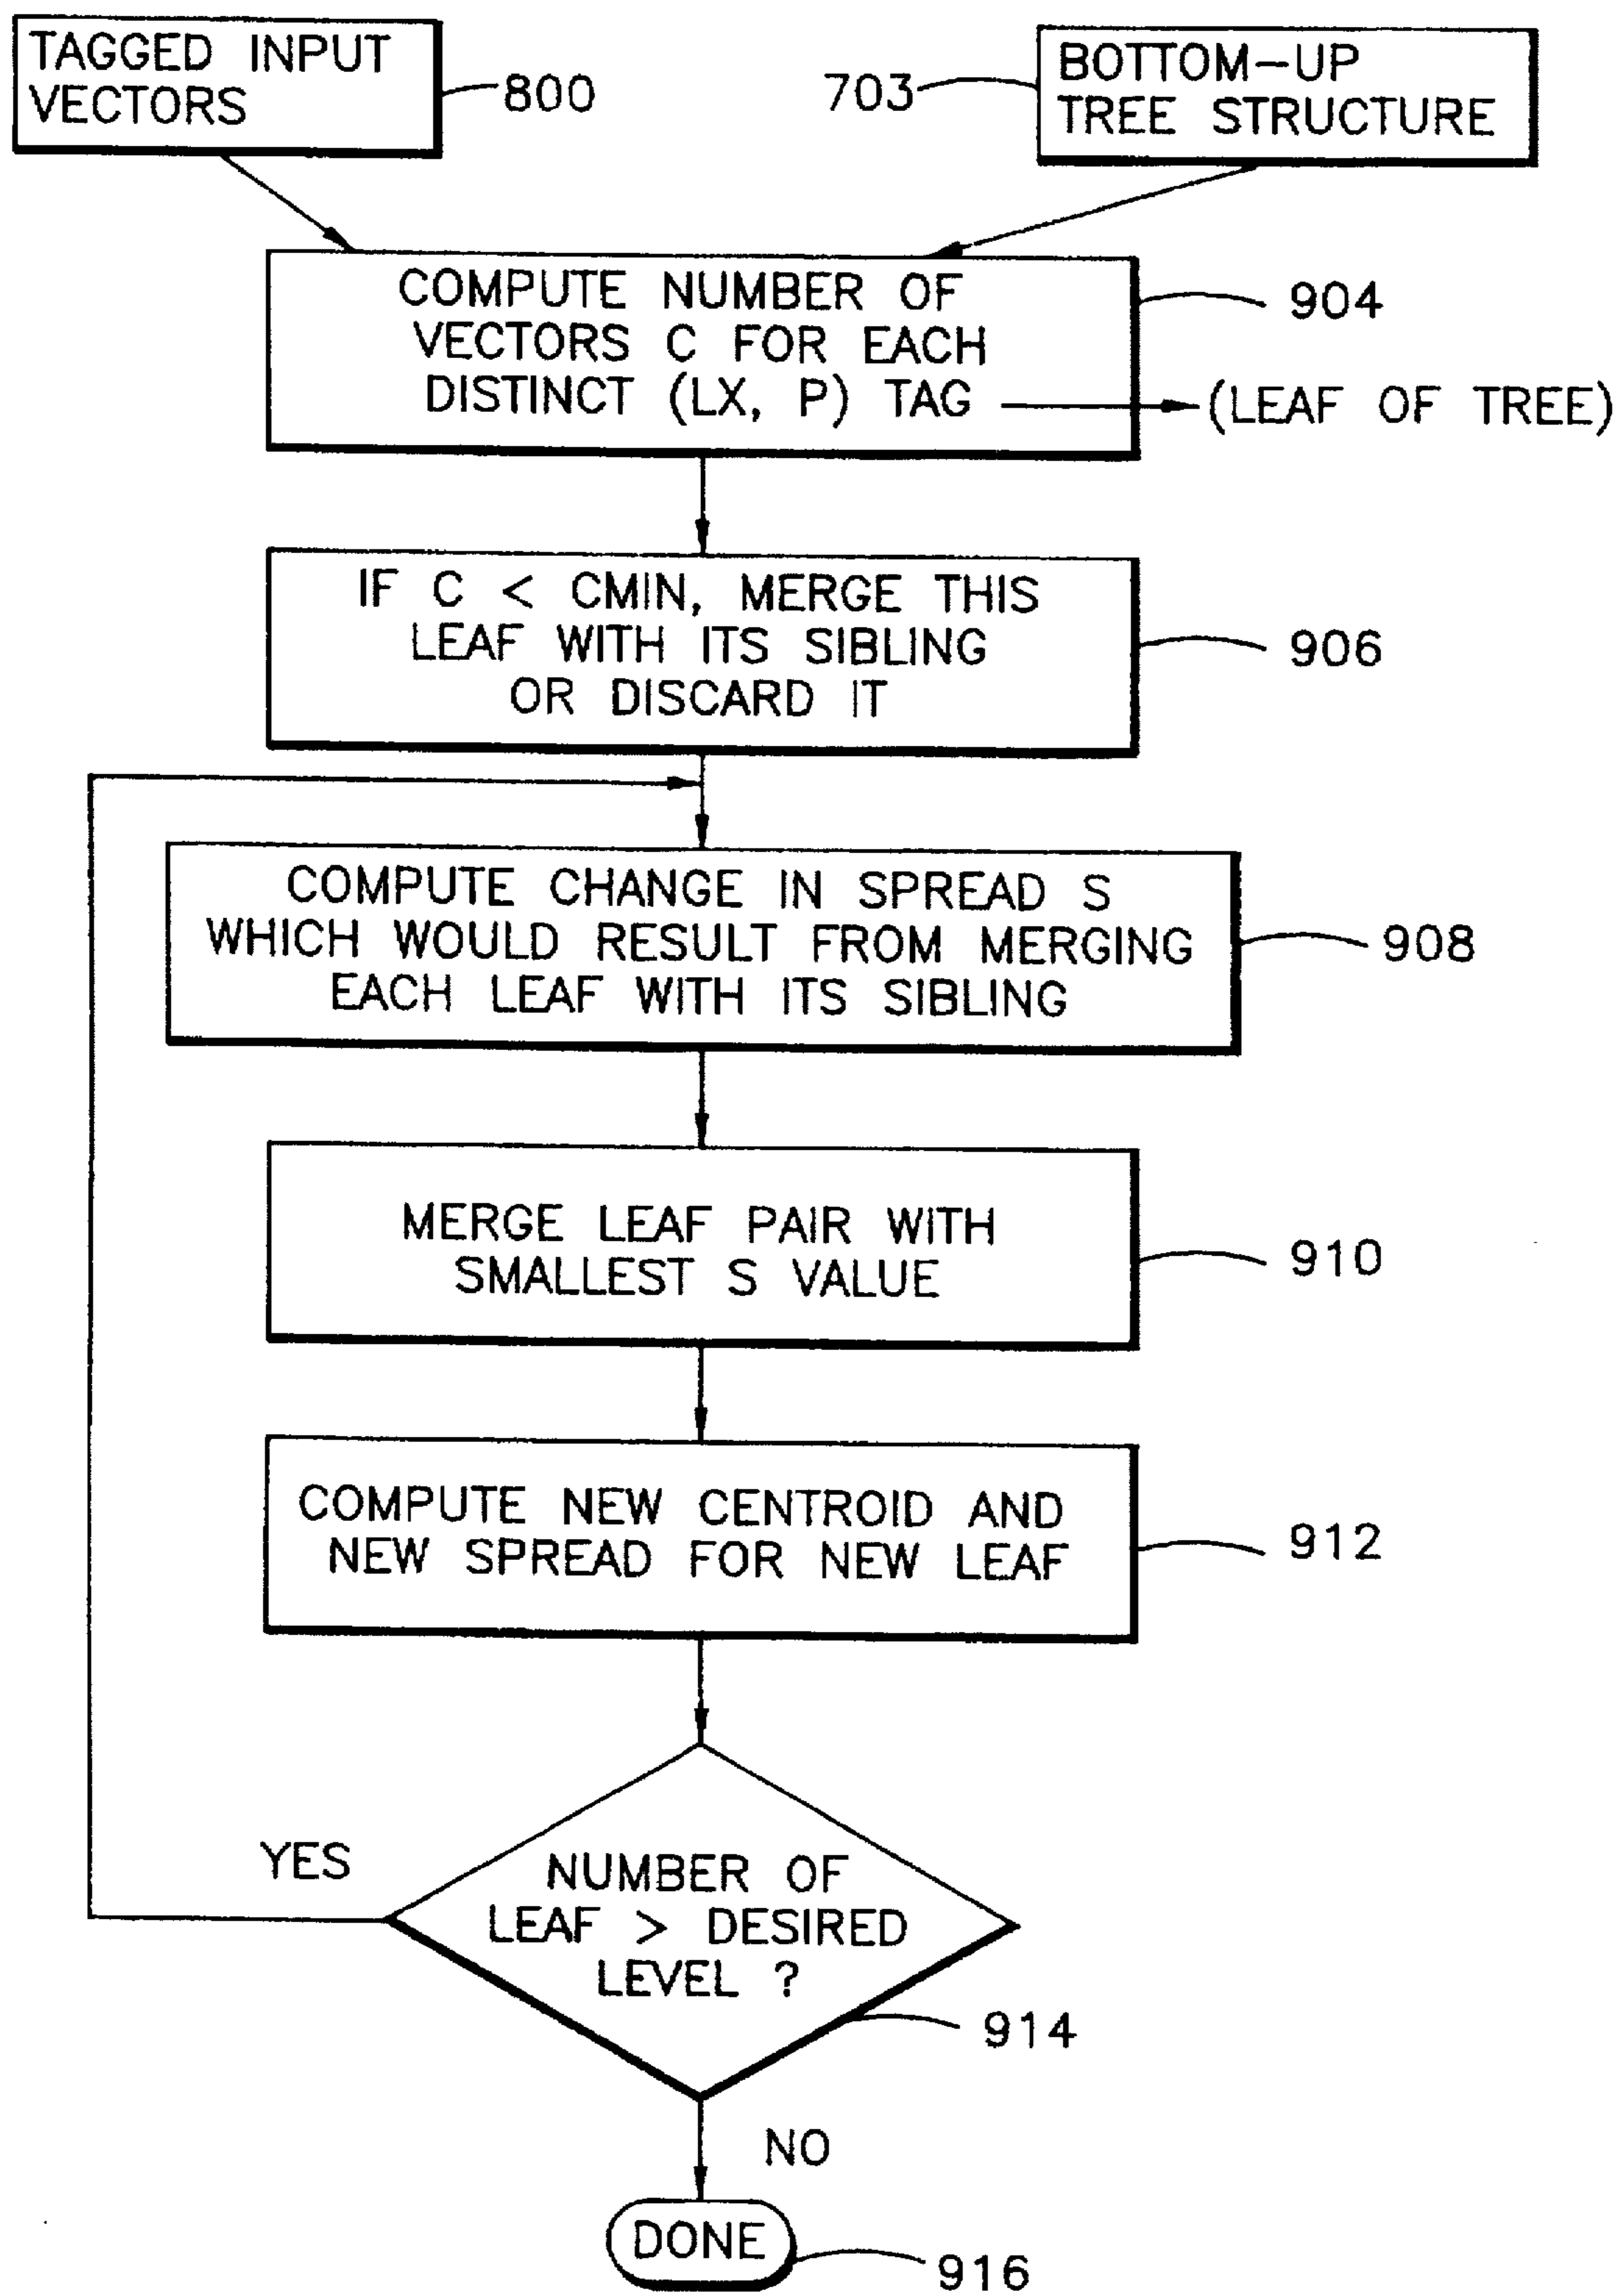 TAGGED INPUT
VECTORS
800
703
BOTTOM-UP
TREE STRUCTURE
COMPUTE NUMBER OF
VECTORS C FOR EACH
DISTINCT (LX, P) TAG
904
(LEAF OF TREE)
IF C < CMIN, MERGE THIS
LEAF WITH ITS SIBLING
OR DISCARD IT
906
COMPUTE CHANGE IN SPREAD S
WHICH WOULD RESULT FROM MERGING
EACH LEAF WITH ITS SIBLING
908
MERGE LEAF PAIR WITH
SMALLEST S VALUE
910
COMPUTE NEW CENTROID AND
NEW SPREAD FOR NEW LEAF
912
YES
NUMBER OF
LEAF > DESIRED
LEVEL ?
914
NO
DONE
916